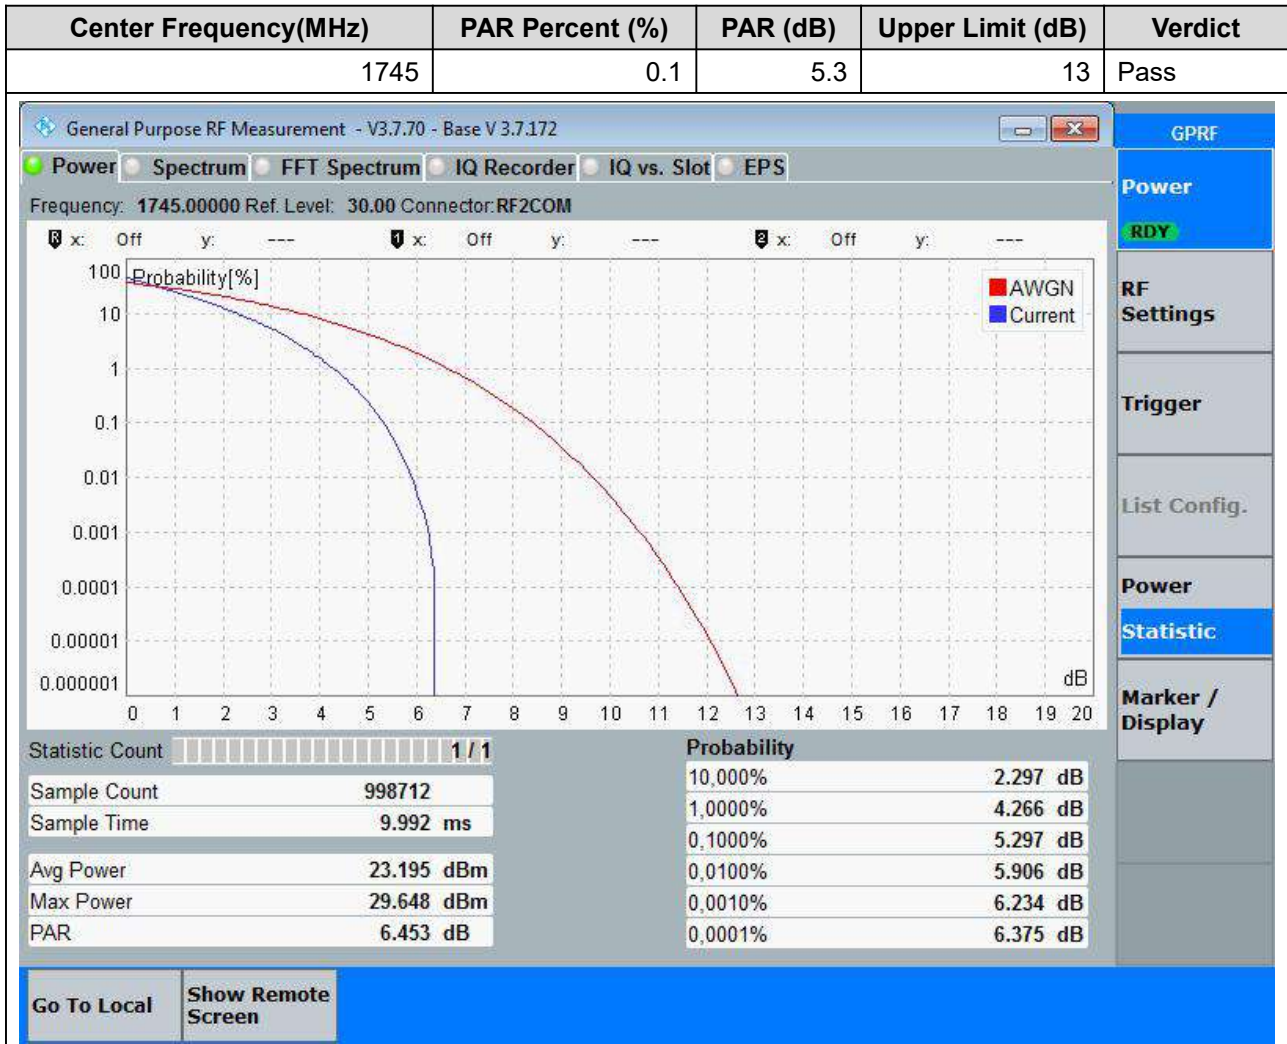 Center Frequency(MHz) PAR Percent (%) PAR (dB) Upper Limit (dB) Verdict
1745 0.1 5.3 13 Pass
General Purpose RF Measurement - V3.7.70 - Base V 3.7.172
GPRF
Power Spectrum FFT Spectrum IQ Recorder IQ vs. Slot EPS
Power
RDY
Frequency: 1745.00000 Ref. Level: 30.00 Connector:RF2COM
R x: Off y: --- 1 x: Off y: --- 2 x: Off y: ---
Probability[%]
AWGN
Current
100
10
1
0.1
0.01
0.001
0.0001
0.00001
0.000001
dB
0 1 2 3 4 5 6 7 8 9 10 11 12 13 14 15 16 17 18 19 20
RF
Settings
Trigger
List Config.
Power
Statistic
Marker /
Display
Statistic Count 1 / 1
Sample Count 998712
Sample Time 9.992 ms
Avg Power 23.195 dBm
Max Power 29.648 dBm
PAR 6.453 dB
Probability
10,000% 2.297 dB
1,0000% 4.266 dB
0,1000% 5.297 dB
0,0100% 5.906 dB
0,0010% 6.234 dB
0,0001% 6.375 dB
Go To Local
Show Remote
Screen